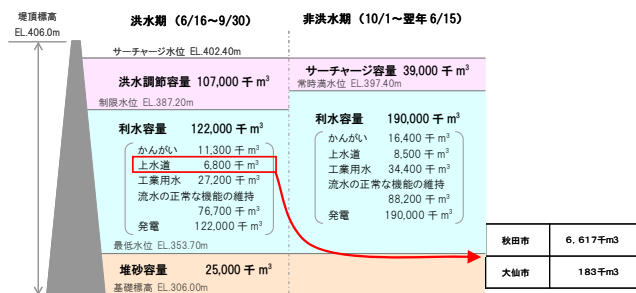 堤頂標高
EL.406.0m
洪水期 (6/16～9/30)
非洪水期 (10/1～翌年 6/15)
サーチャージ水位 EL.402.40m
洪水調節容量 107,000 千 m³
制限水位 EL.387.20m
サーチャージ容量 39,000 千 m³
常時満水位 EL.397.40m
利水容量 122,000 千 m³
かんがい 11,300 千 m³
上水道 6,800 千 m³
工業用水 27,200 千 m³
流水の正常な機能の維持
76,700 千 m³
発電 122,000 千 m³
最低水位 EL.353.70m
利水容量 190,000 千 m³
かんがい 16,400 千 m³
上水道 8,500 千 m³
工業用水 34,400 千 m³
流水の正常な機能の維持
88,200 千 m³
発電 190,000 千 m³
堆砂容量 25,000 千 m³
基礎標高 EL.306.00m
秋田市 6,617千m3
大仙市 183千m3